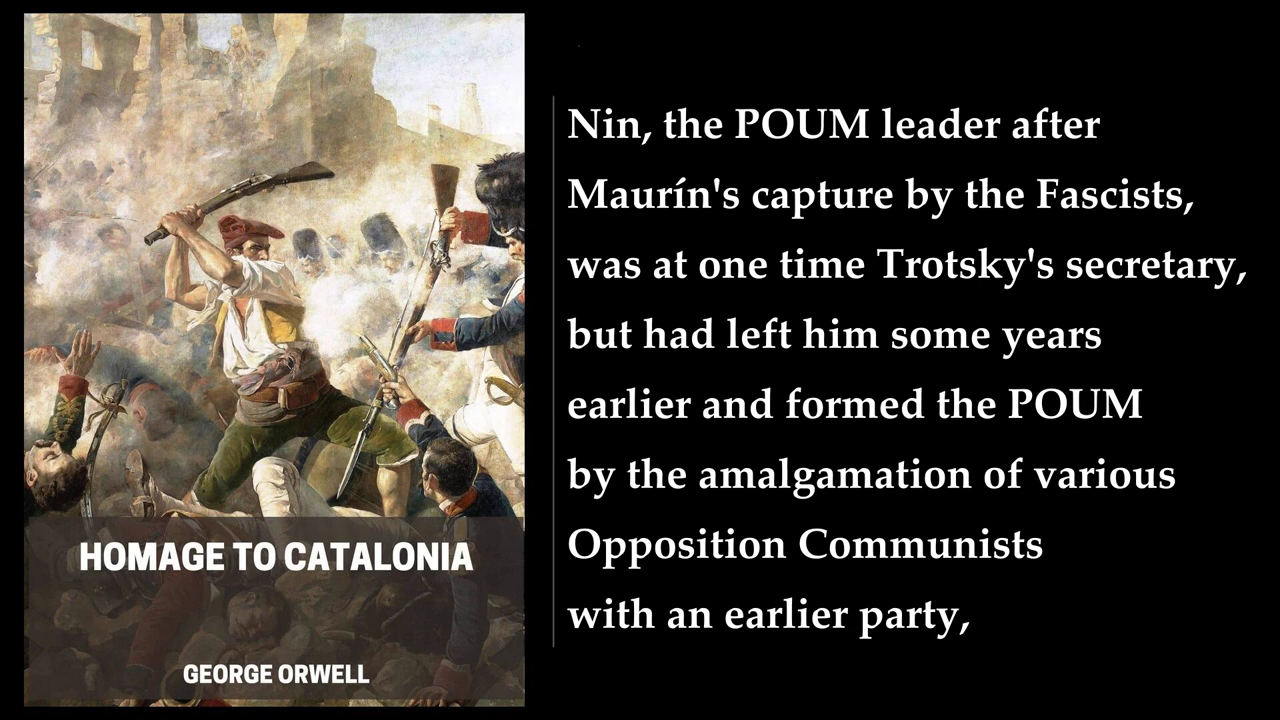 HOMAGE TO CATALONIA
GEORGE ORWELL
Nin, the POUM leader after
Maurín's capture by the Fascists,
was at one time Trotsky's secretary,
but had left him some years
earlier and formed the POUM
by the amalgamation of various
Opposition Communists
with an earlier party,